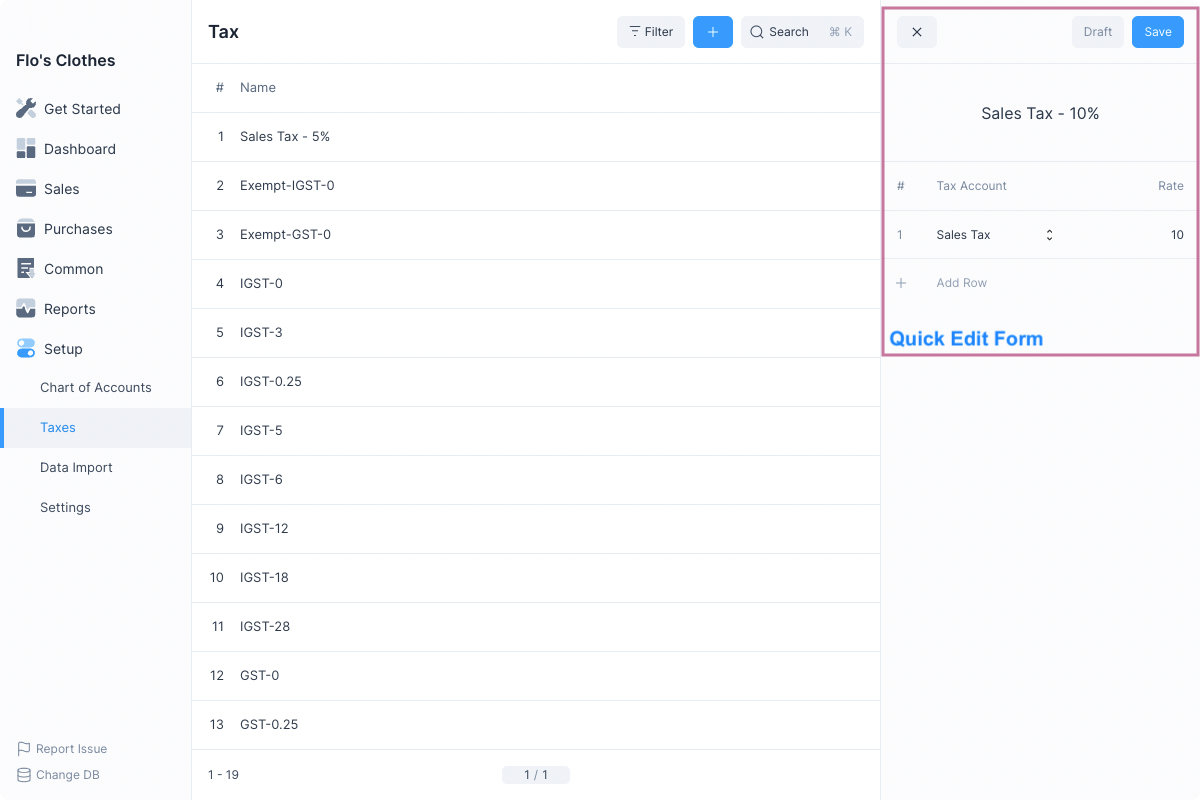 Flo's Clothes
Get Started
Dashboard
Sales
Purchases
Common
Reports
Setup
Chart of Accounts
Taxes
Data Import
Settings
Report Issue
Change DB
Tax
Filter
Search ⌘ K
# Name
1 Sales Tax - 5%
2 Exempt-IGST-0
3 Exempt-GST-0
4 IGST-0
5 IGST-3
6 IGST-0.25
7 IGST-5
8 IGST-6
9 IGST-12
10 IGST-18
11 IGST-28
12 GST-0
13 GST-0.25
1 - 19
1 / 1
Draft
Save
Sales Tax - 10%
# Tax Account Rate
1 Sales Tax 10
+ Add Row
Quick Edit Form